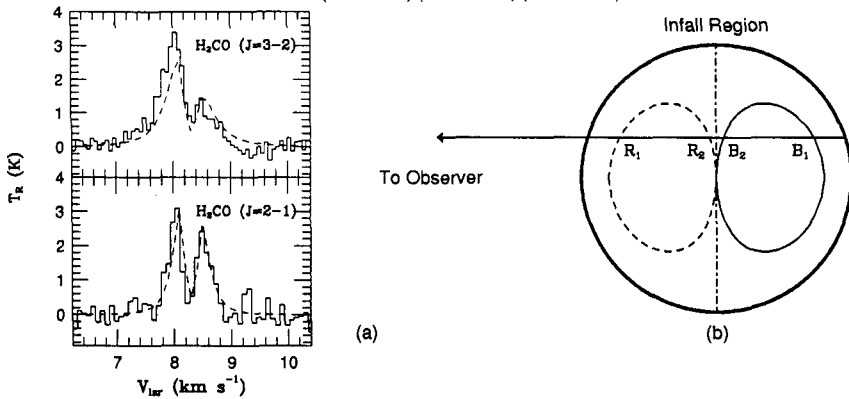 H₂CO (J=3-2)
H₂CO (J=2-1)
4
3
2
1
0
4
3
2
1
0
T_R (K)
7 8 9 10
V_lsr (km s⁻¹)
(a)
Infall Region
R₁ R₂ B₂ B₁
To Observer
(b)